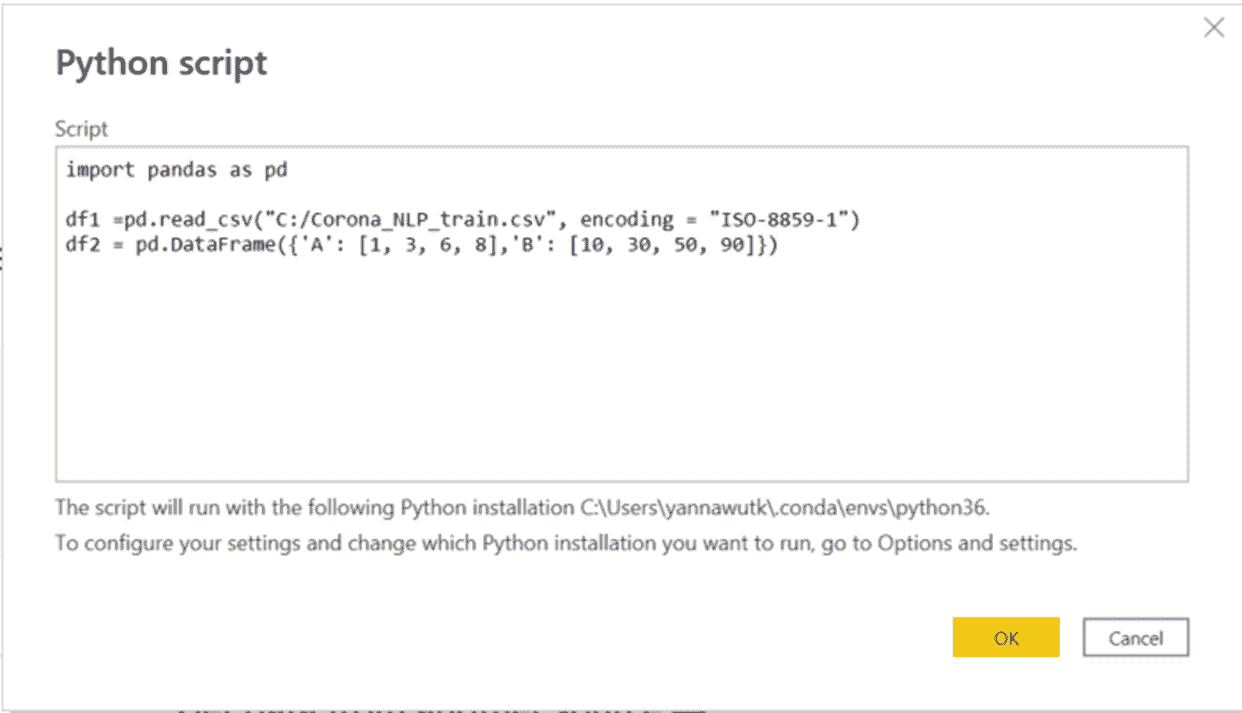 Python script
Script
import pandas as pd
df1 =pd.read_csv("C:/Corona_NLP_train.csv", encoding = "ISO-8859-1")
df2 = pd.DataFrame({'A': [1, 3, 6, 8],'B': [10, 30, 50, 90]})
The script will run with the following Python installation C:\Users\yannawutk\.conda\envs\python36.
To configure your settings and change which Python installation you want to run, go to Options and settings.
OK
Cancel